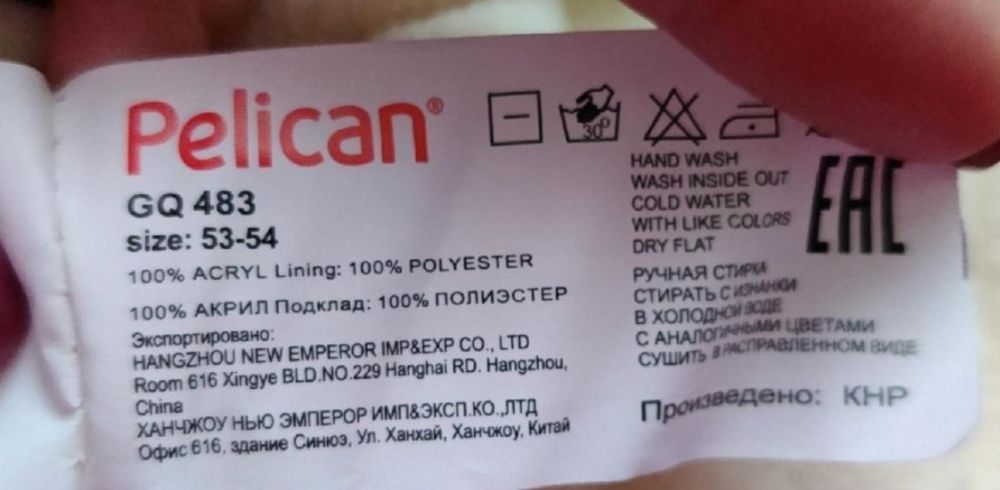 Pelican®
GQ 483
size: 53-54
100% ACRYL Lining: 100% POLYESTER
100% АКРИЛ Подклад: 100% ПОЛИЭСТЕР
Экспортировано:
HANGZHOU NEW EMPEROR IMP&EXP CO., LTD
Room 616 Xingye BLD.NO.229 Hanghai RD. Hangzhou,
China
ХАНЧЖОУ НЬЮ ЭМПЕРОР ИМП&ЭКСП.КО.,ЛТД
Офис 616, здание Синюэ, Ул. Ханхай, Ханчжоу, Китай
30º
HAND WASH
WASH INSIDE OUT
COLD WATER
WITH LIKE COLORS
DRY FLAT
EAC
РУЧНАЯ СТИРКА
СТИРАТЬ С ИЗНАНКИ
В ХОЛОДНОЙ ВОДЕ
С АНАЛОГИЧНЫМИ ЦВЕТАМИ
СУШИТЬ В РАСПРАВЛЕННОМ ВИДЕ
Произведено: КНР